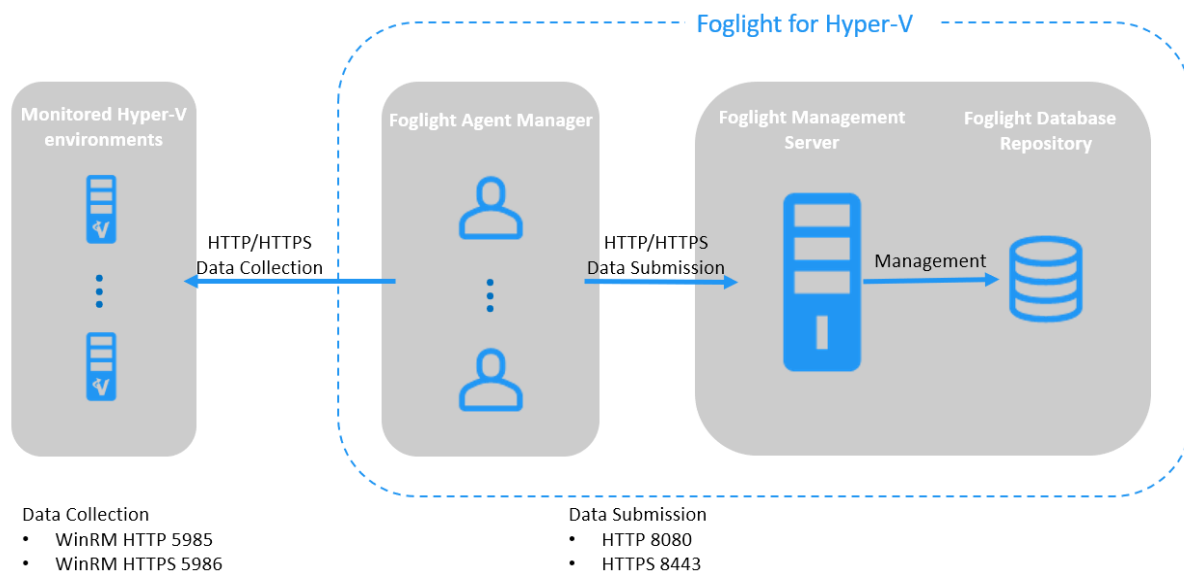 Foglight for Hyper-V
Monitored Hyper-V
environments
Foglight Agent Manager
Foglight Management
Server
Foglight Database
Repository
HTTP/HTTPS
Data Collection
HTTP/HTTPS
Data Submission
Management
Data Collection
• WinRM HTTP 5985
• WinRM HTTPS 5986
Data Submission
• HTTP 8080
• HTTPS 8443